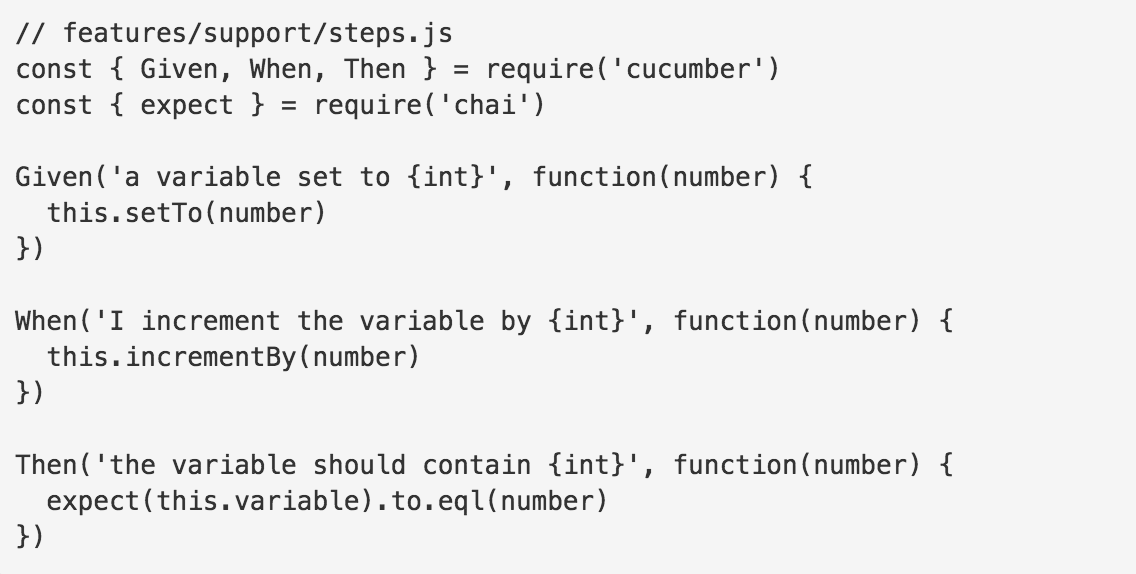 // features/support/steps.js
const { Given, When, Then } = require('cucumber')
const { expect } = require('chai')

Given('a variable set to {int}', function(number) {
  this.setTo(number)
})

When('I increment the variable by {int}', function(number) {
  this.incrementBy(number)
})

Then('the variable should contain {int}', function(number) {
  expect(this.variable).to.eql(number)
})